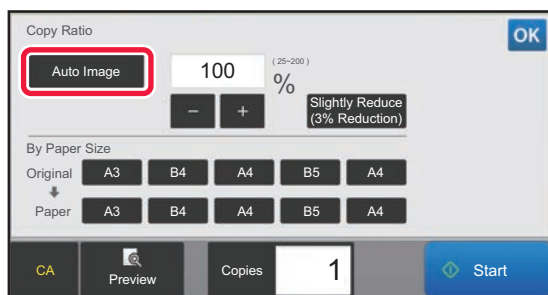 Copy Ratio
OK
Auto Image
100
(25~200)
%
− +
Slightly Reduce
(3% Reduction)
By Paper Size
Original A3 B4 A4 B5 A4
Paper A3 B4 A4 B5 A4
CA
Preview
Copies 1
Start